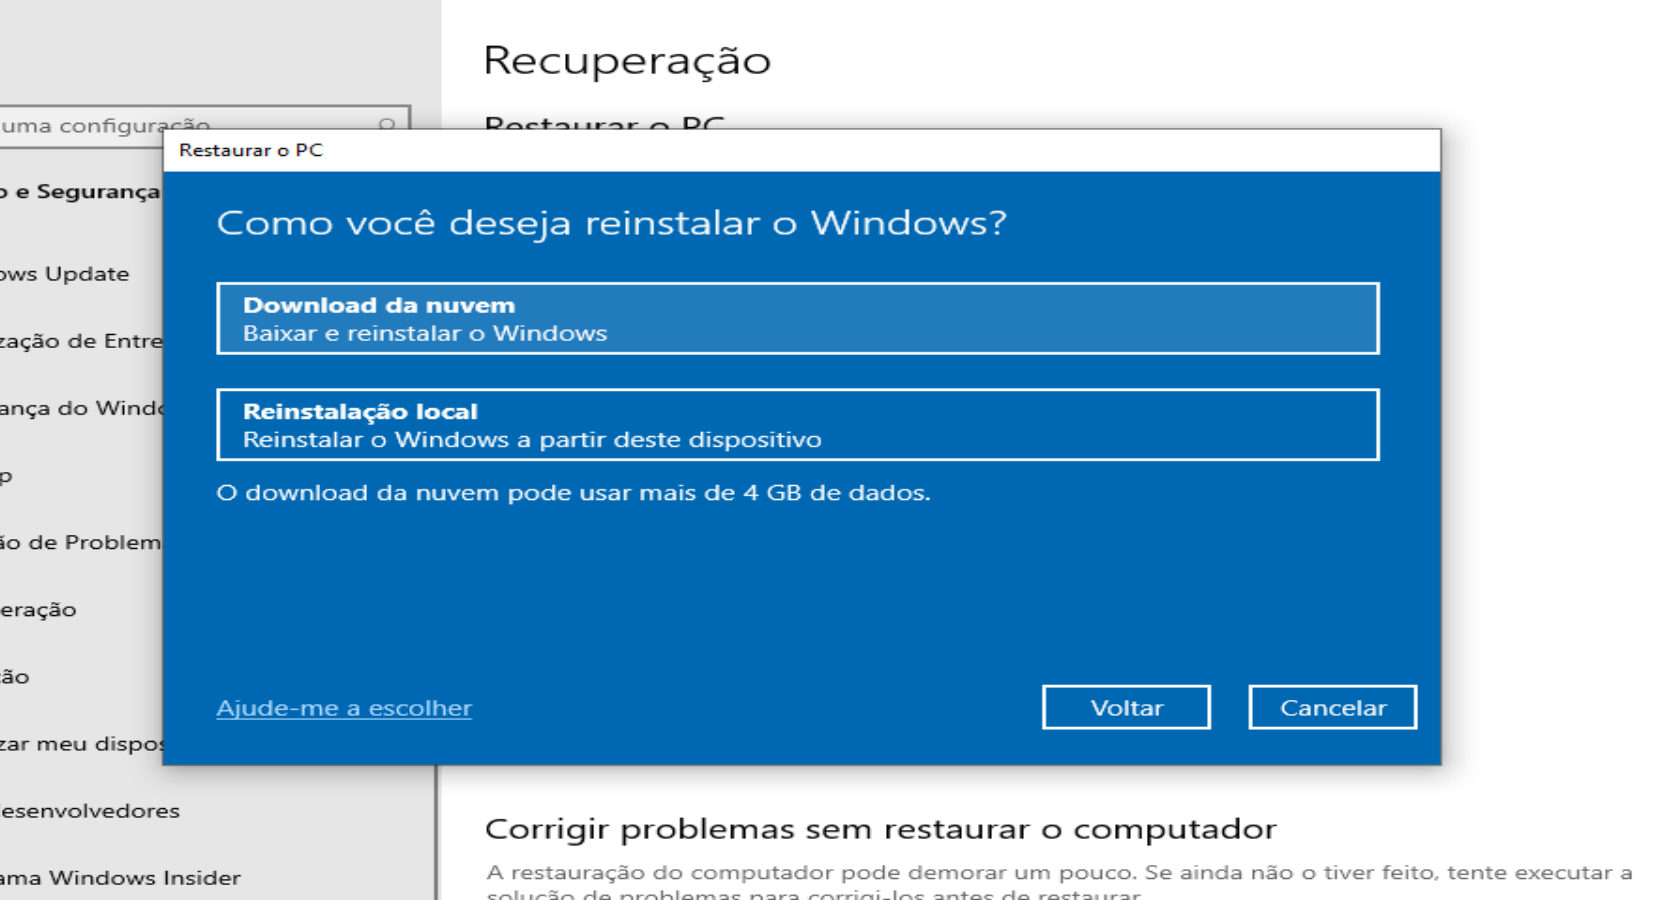 Recuperação
uma configuração
Restaurar o PC
Restaurar o PC
o e Segurança
Como você deseja reinstalar o Windows?
ows Update
Download da nuvem
Baixar e reinstalar o Windows
zação de Entre
ança do Windo
Reinstalação local
Reinstalar o Windows a partir deste dispositivo
p
O download da nuvem pode usar mais de 4 GB de dados.
ão de Problem
eração
ão
Ajude-me a escolher
Voltar
Cancelar
zar meu dispos
esenvolvedores
Corrigir problemas sem restaurar o computador
ama Windows Insider
A restauração do computador pode demorar um pouco. Se ainda não o tiver feito, tente executar a
solução de problemas para corrigi-los antes de restaurar.